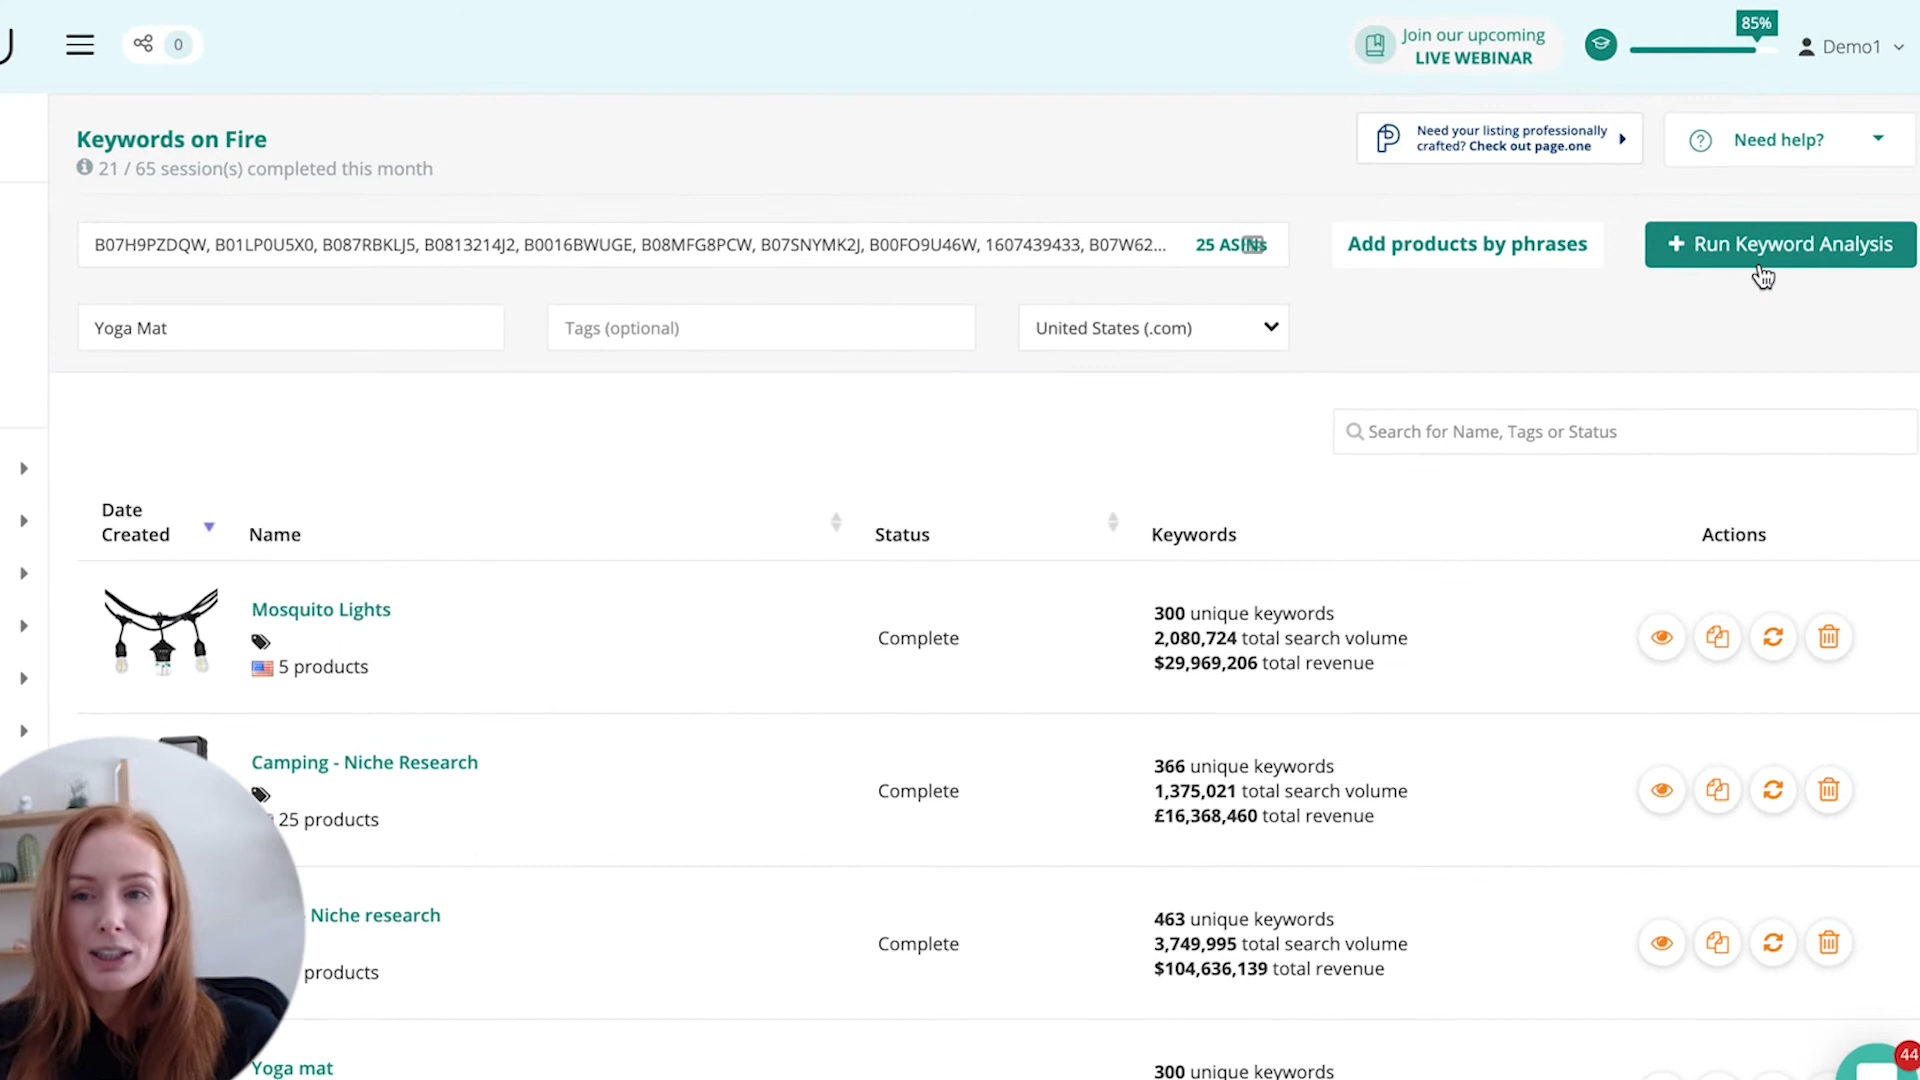 0
Join our upcoming
LIVE WEBINAR
85%
Demo1
Keywords on Fire
21 / 65 session(s) completed this month
Need your listing professionally
crafted? Check out page.one
Need help?
B07H9PZDQW, B01LP0U5X0, B087RBKLJ5, B0813214J2, B0016BWUGE, B08MFG8PCW, B07SNYMK2J, B00FO9U46W, 1607439433, B07W62...
25 ASINs
Add products by phrases
Run Keyword Analysis
Yoga Mat
Tags (optional)
United States (.com)
Search for Name, Tags or Status
Date
Created
Name
Status
Keywords
Actions
Mosquito Lights
5 products
Complete
300 unique keywords
2,080,724 total search volume
$29,969,206 total revenue
Camping - Niche Research
25 products
Complete
366 unique keywords
1,375,021 total search volume
£16,368,460 total revenue
Niche research
products
Complete
463 unique keywords
3,749,995 total search volume
$104,636,139 total revenue
Yoga mat
300 unique keywords
44